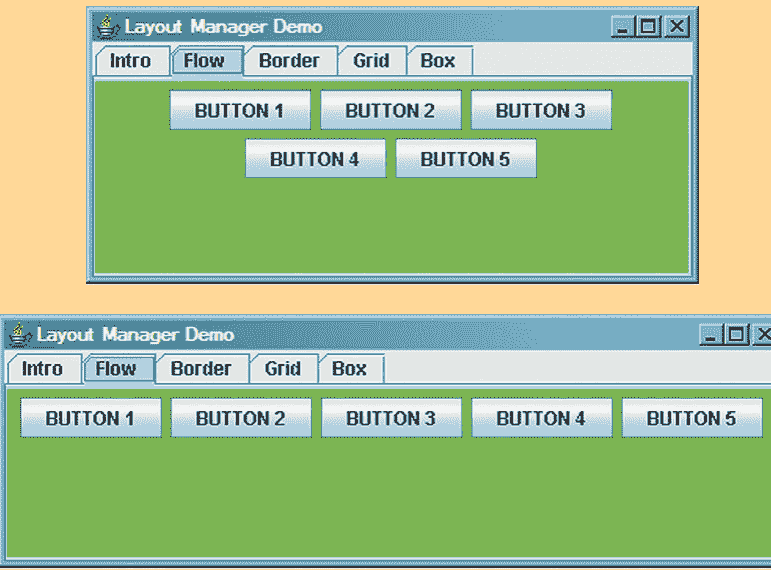 Layout Manager Demo
Intro Flow Border Grid Box
BUTTON 1 BUTTON 2 BUTTON 3
BUTTON 4 BUTTON 5
Layout Manager Demo
Intro Flow Border Grid Box
BUTTON 1 BUTTON 2 BUTTON 3 BUTTON 4 BUTTON 5